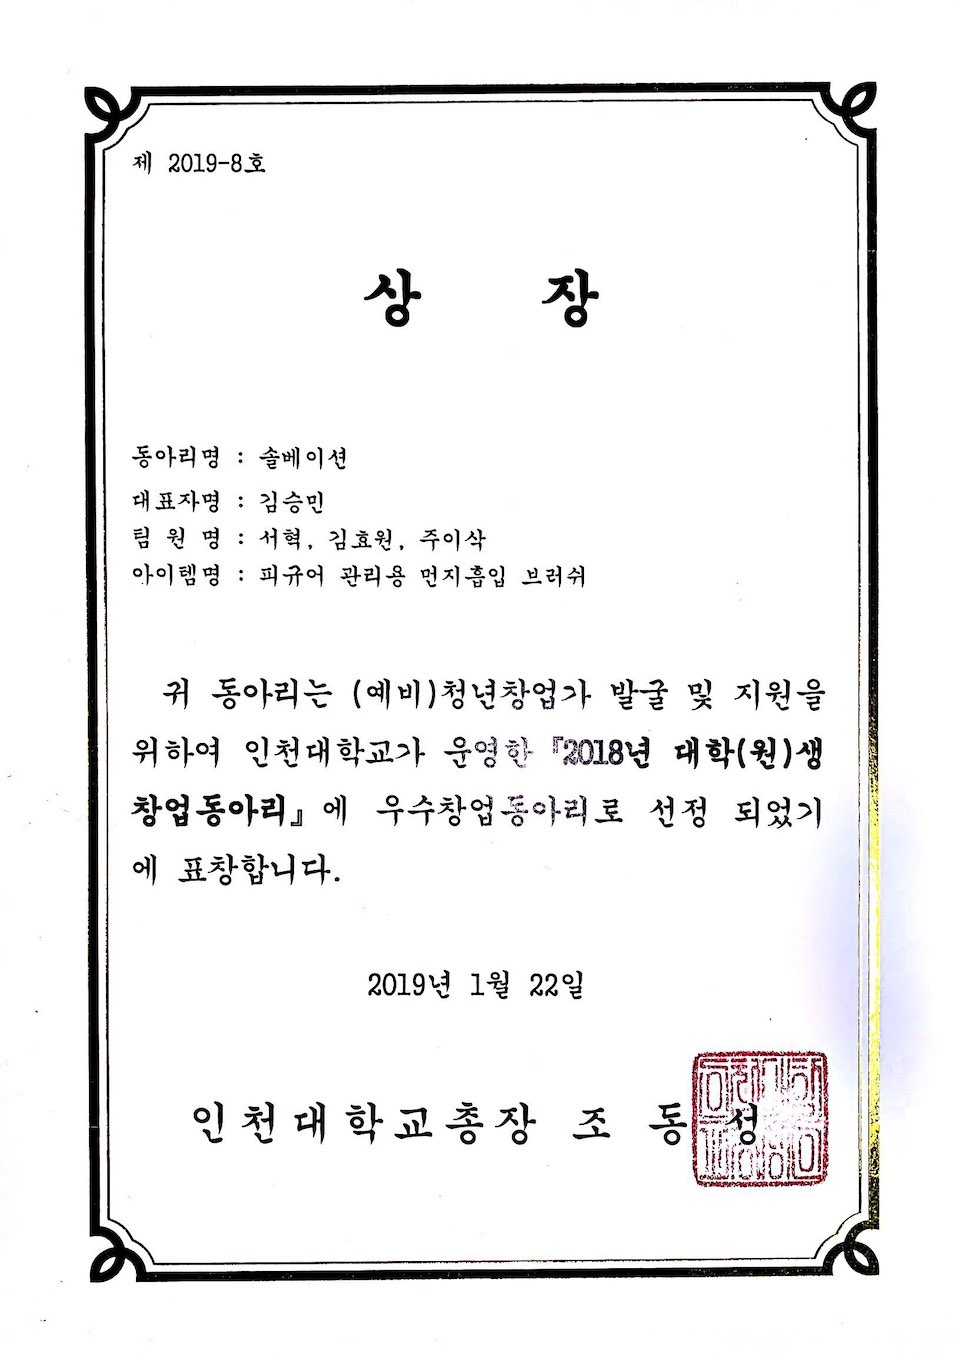 제 2019-8호
상 장
동아리명 : 솔베이션
대표자명 : 김승민
팀 원 명 : 서혁, 김효원, 주이삭
아이템명 : 피규어 관리용 먼지흡입 브러쉬
귀 동아리는 (예비)청년창업가 발굴 및 지원을
위하여 인천대학교가 운영한 『2018년 대학(원)생
창업동아리』에 우수창업동아리로 선정 되었기
에 표창합니다.
2019년 1월 22일
인천대학교총장 조 동 성